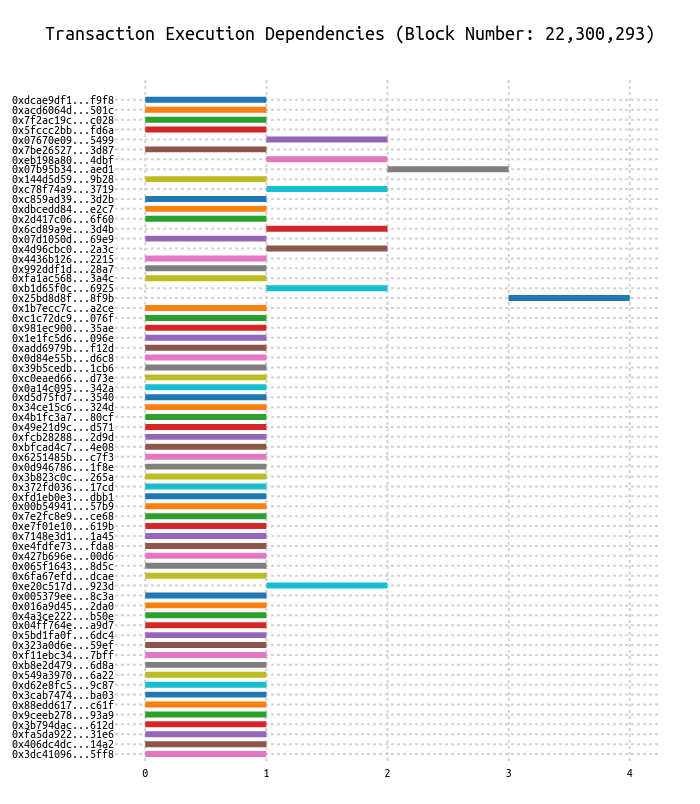 Transaction Execution Dependencies (Block Number: 22,300,293)
0xdcae9df1...f9f8
0xacd6064d...501c
0x7f2ac19c...c028
0x5fccc2bb...fd6a
0x07670e09...5499
0x7be26527...3d87
0xeb198a80...4dbf
0x07b95b34...aed1
0x144d5d59...9b28
0xc78f74a9...3719
0xc859ad39...3d2b
0xdbcedd84...e2c7
0x2d417c06...6f60
0x6cd89a9e...3d4b
0x07d1050d...69e9
0x4d96cbc0...2a3c
0x4436b126...2215
0x992ddf1d...28a7
0xfa1ac568...3a4c
0xb1d65f0c...6925
0x25bd8d8f...8f9b
0x1b7ecc7c...a2ce
0xc1c72dc9...076f
0x981ec900...35ae
0x1e1fc5d6...096e
0xadd6979b...f12d
0x0d84e55b...d6c8
0x39b5cedb...1cb6
0xc0eaed66...d73e
0x0a14c095...342a
0xd5d75fd7...3540
0x34ce15c6...324d
0x4b1fc3a7...80cf
0x49e21d9c...d571
0xfcb28288...2d9d
0xbfcad4c7...4e08
0x6251485b...c7f3
0x0d946786...1f8e
0x3b823c0c...265a
0x372fd036...17cd
0xfd1eb0e3...dbb1
0x00b54941...57b9
0x7e2fc8e9...ce68
0xe7f01e10...619b
0x7148e3d1...1a45
0xe4fdfe73...fda8
0x427b696e...00d6
0x065f1643...8d5c
0x6fa67efd...dcae
0xe20c517d...923d
0x005379ee...8c3a
0x016a9d45...2da0
0x4a3ce222...b50e
0x04ff764e...a9d7
0x5bd1fa0f...6dc4
0x323a0d6e...59ef
0xf11ebc34...7bff
0xb8e2d479...6d8a
0x549a3970...6a22
0xd62e8fc5...9c87
0x3cab7474...ba03
0x88edd617...c61f
0x9ceeb278...93a9
0x3b794dac...612d
0xfa5da922...31e6
0x406dc4dc...14a2
0x3dc41096...5ff8
0 1 2 3 4